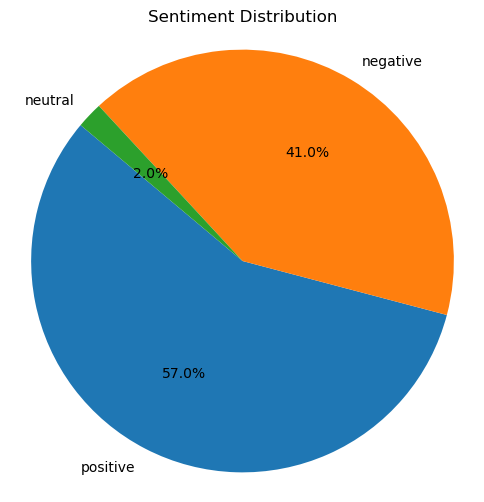 Sentiment Distribution
negative
neutral
41.0%
2.0%
57.0%
positive